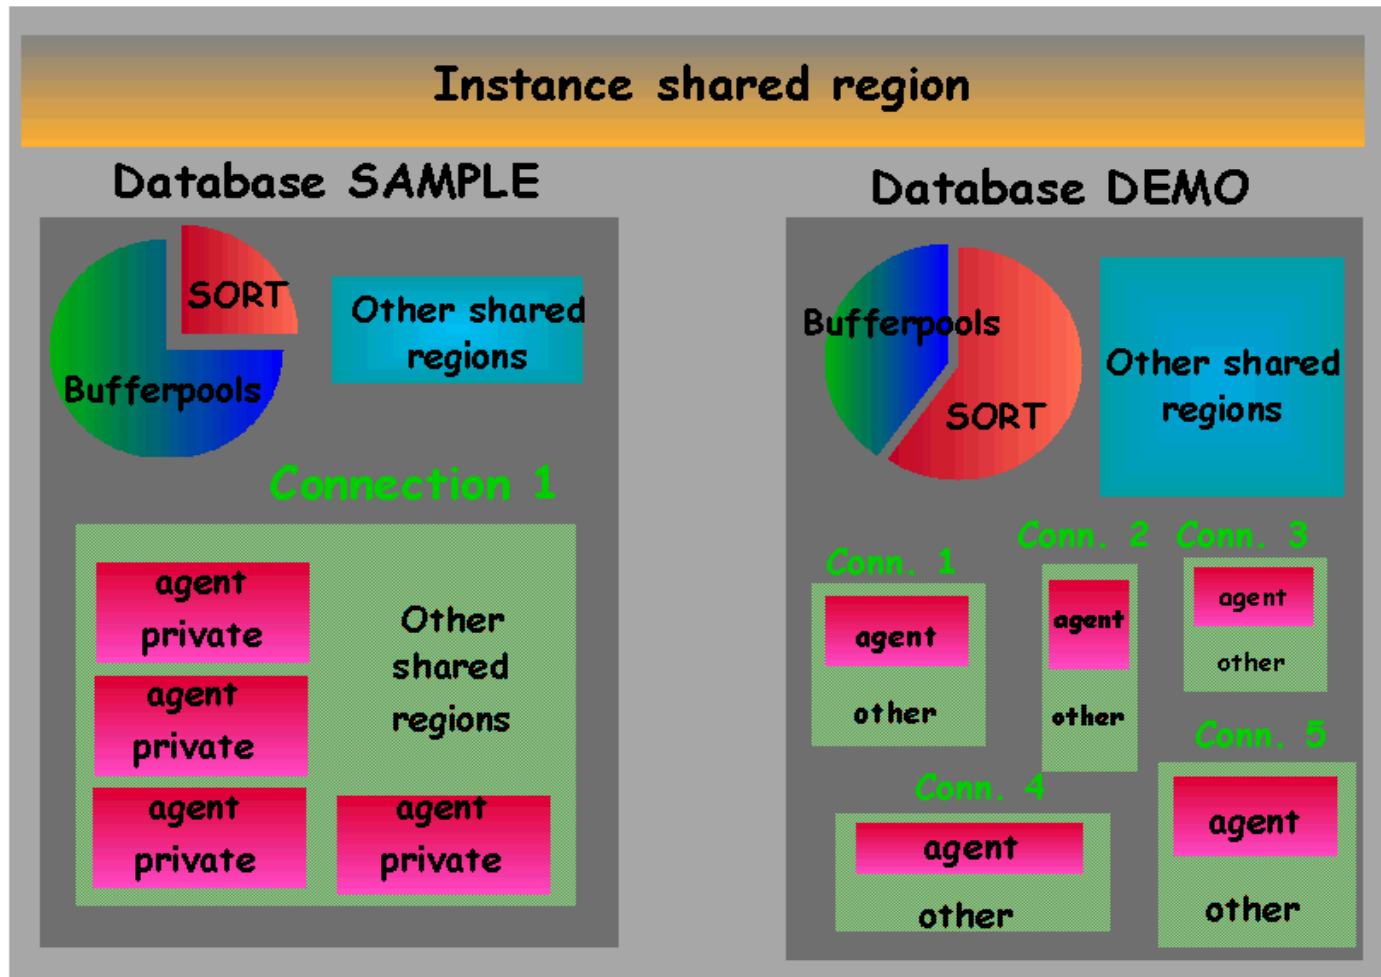 Instance shared region
Database SAMPLE
SORT
Bufferpools
Other shared
regions
Connection 1
agent
private
agent
private
agent
private
agent
private
Other
shared
regions
Database DEMO
Bufferpools
SORT
Other shared
regions
Conn. 1
agent
other
Conn. 2
agent
other
Conn. 3
agent
other
Conn. 4
agent
other
Conn. 5
agent
other